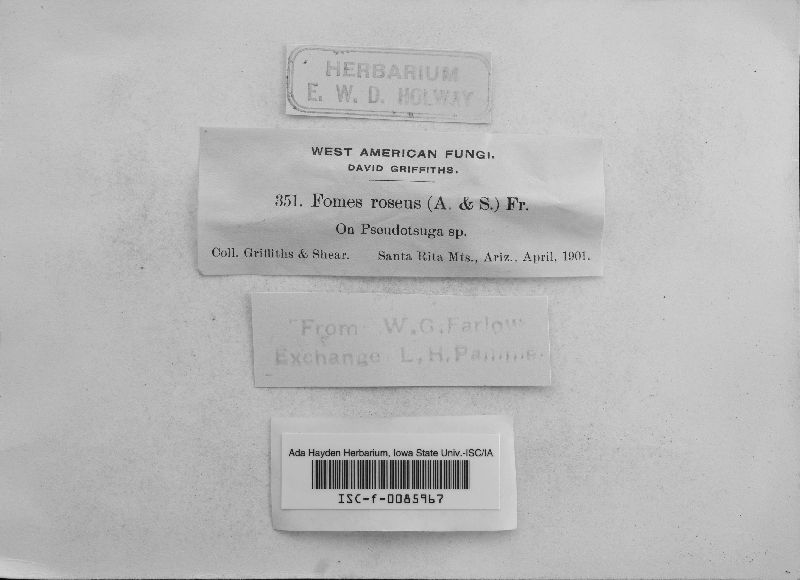 HERBARIUM
E. W. D. HOLWAY
WEST AMERICAN FUNGI.
DAVID GRIFFITHS.
351. Fomes roseus (A. & S.) Fr.
On Pseudotsuga sp.
Coll. Griffiths & Shear. Santa Rita Mts., Ariz., April, 1901.
"From W.G.Farlow
Exchange L.H.Pammel.
Ada Hayden Herbarium, Iowa State Univ.-ISC/IA
ISC-f-0085967